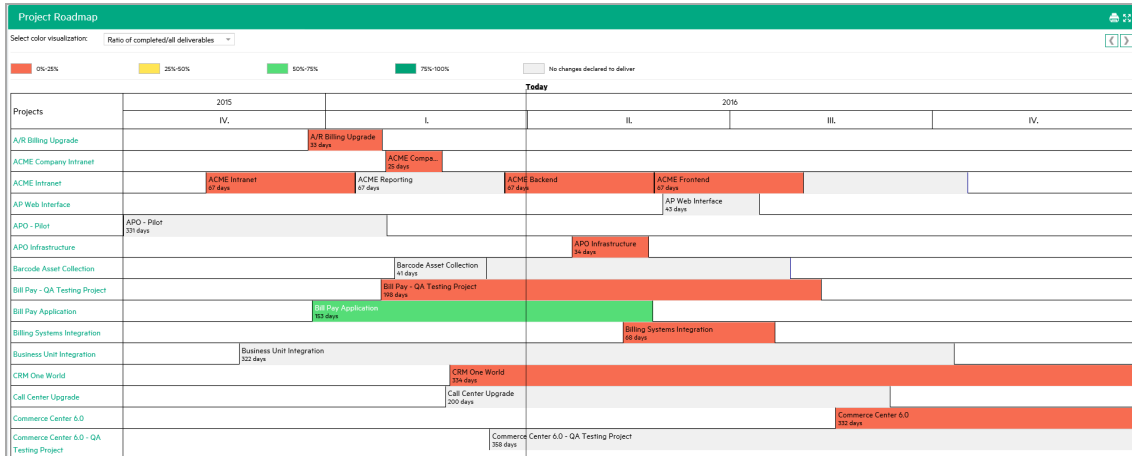 Project Roadmap
Select color visualization: Ratio of completed/all deliverables
0%-25% 25%-50% 50%-75% 75%-100% No changes declared to deliver
Today
Projects 2015 2016
IV. I. II. III. IV.
A/R Billing Upgrade A/R Billing Upgrade
33 days
ACME Company Intranet ACME Compa...
25 days
ACME Intranet ACME Intranet ACME Reporting ACME Backend ACME Frontend
67 days 67 days 67 days 67 days
AP Web Interface AP Web Interface
43 days
APO - Pilot APO - Pilot
331 days
APO Infrastructure APO Infrastructure
34 days
Barcode Asset Collection Barcode Asset Collection
41 days
Bill Pay - QA Testing Project Bill Pay - QA Testing Project
198 days
Bill Pay Application Bill Pay Application
153 days
Billing Systems Integration Billing Systems Integration
68 days
Business Unit Integration Business Unit Integration
322 days
CRM One World CRM One World
334 days
Call Center Upgrade Call Center Upgrade
200 days
Commerce Center 6.0 Commerce Center 6.0
332 days
Commerce Center 6.0 - QA Testing Project Commerce Center 6.0 - QA Testing Project
358 days